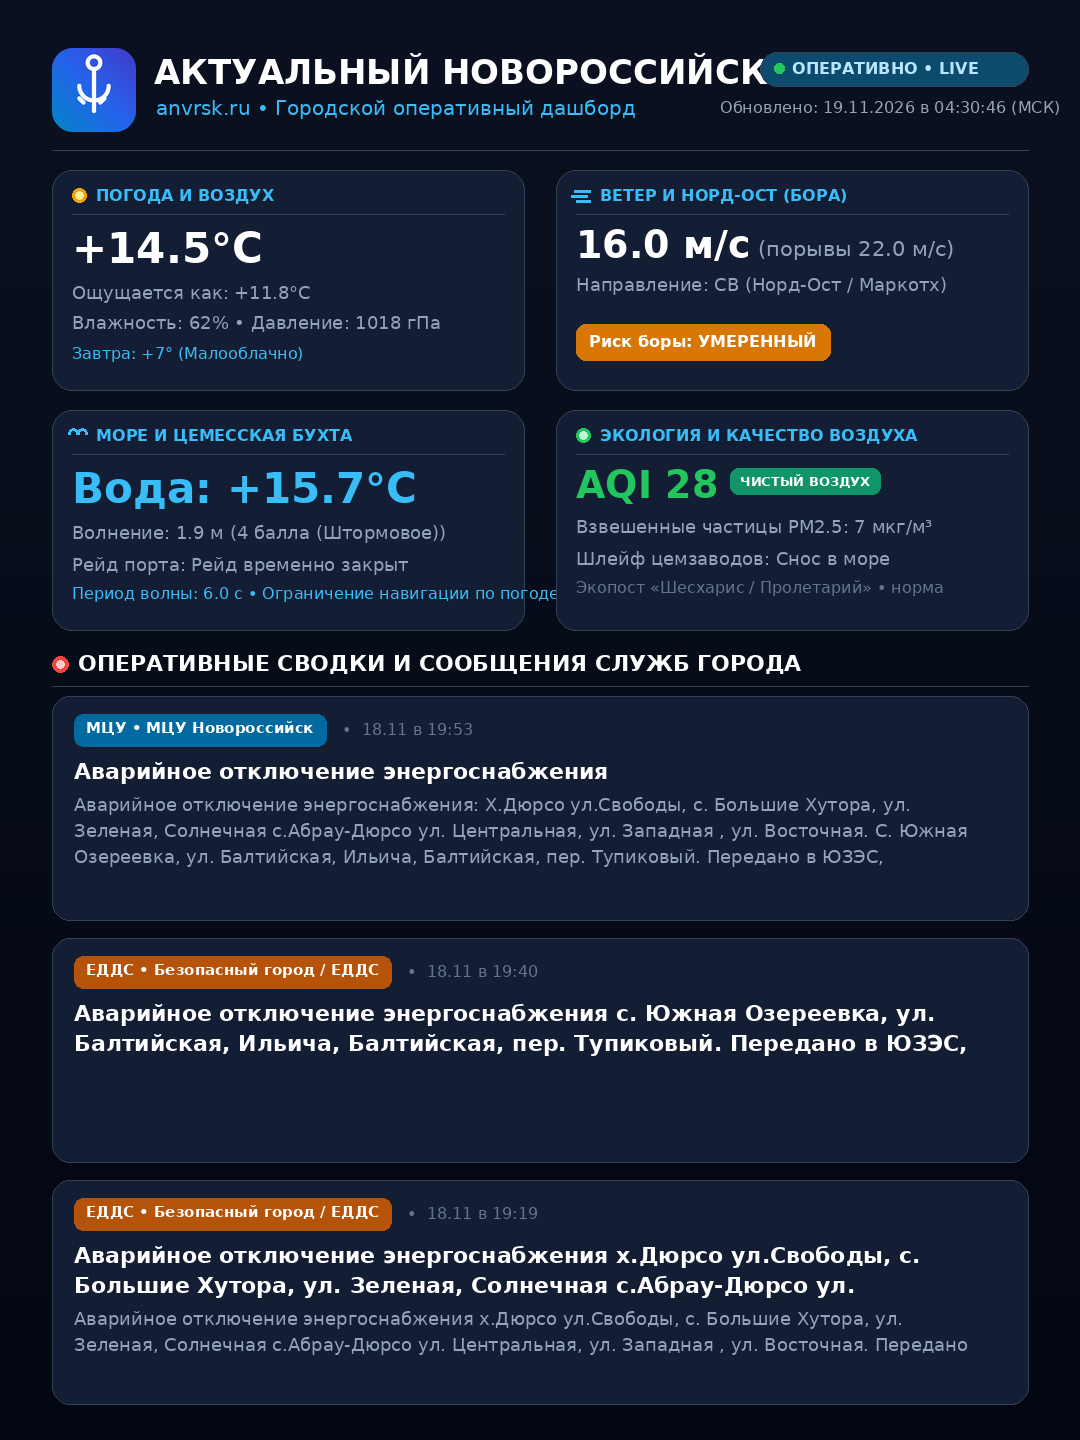 АКТУАЛЬНЫЙ НОВОРОССИЙСК
ОПЕРАТИВНО • LIVE
anvrsk.ru • Городской оперативный дашборд
Обновлено: 19.11.2026 в 04:30:46 (МСК)
ПОГОДА И ВОЗДУХ
+14.5°C
Ощущается как: +11.8°C
Влажность: 62% • Давление: 1018 гПа
Завтра: +7° (Малооблачно)
ВЕТЕР И НОРД-ОСТ (БОРА)
16.0 м/с (порывы 22.0 м/с)
Направление: СВ (Норд-Ост / Маркотх)
Риск боры: УМЕРЕННЫЙ
МОРЕ И ЦЕМЕССКАЯ БУХТА
Вода: +15.7°C
Волнение: 1.9 м (4 балла (Штормовое))
Рейд порта: Рейд временно закрыт
Период волны: 6.0 с • Ограничение навигации по погоде
ЭКОЛОГИЯ И КАЧЕСТВО ВОЗДУХА
AQI 28 ЧИСТЫЙ ВОЗДУХ
Взвешенные частицы PM2.5: 7 мкг/м³
Шлейф цемзаводов: Снос в море
Экопост «Шесхарис / Пролетарий» • норма
ОПЕРАТИВНЫЕ СВОДКИ И СООБЩЕНИЯ СЛУЖБ ГОРОДА
МЦУ • МЦУ Новороссийск • 18.11 в 19:53
Аварийное отключение энергоснабжения
Аварийное отключение энергоснабжения: Х.Дюрсо ул.Свободы, с. Большие Хутора, ул.
Зеленая, Солнечная с.Абрау-Дюрсо ул. Центральная, ул. Западная , ул. Восточная. С. Южная
Озереевка, ул. Балтийская, Ильича, Балтийская, пер. Тупиковый. Передано в ЮЗЭС,
ЕДДС • Безопасный город / ЕДДС • 18.11 в 19:40
Аварийное отключение энергоснабжения с. Южная Озереевка, ул.
Балтийская, Ильича, Балтийская, пер. Тупиковый. Передано в ЮЗЭС,
ЕДДС • Безопасный город / ЕДДС • 18.11 в 19:19
Аварийное отключение энергоснабжения х.Дюрсо ул.Свободы, с.
Большие Хутора, ул. Зеленая, Солнечная с.Абрау-Дюрсо ул.
Аварийное отключение энергоснабжения х.Дюрсо ул.Свободы, с. Большие Хутора, ул.
Зеленая, Солнечная с.Абрау-Дюрсо ул. Центральная, ул. Западная , ул. Восточная. Передано